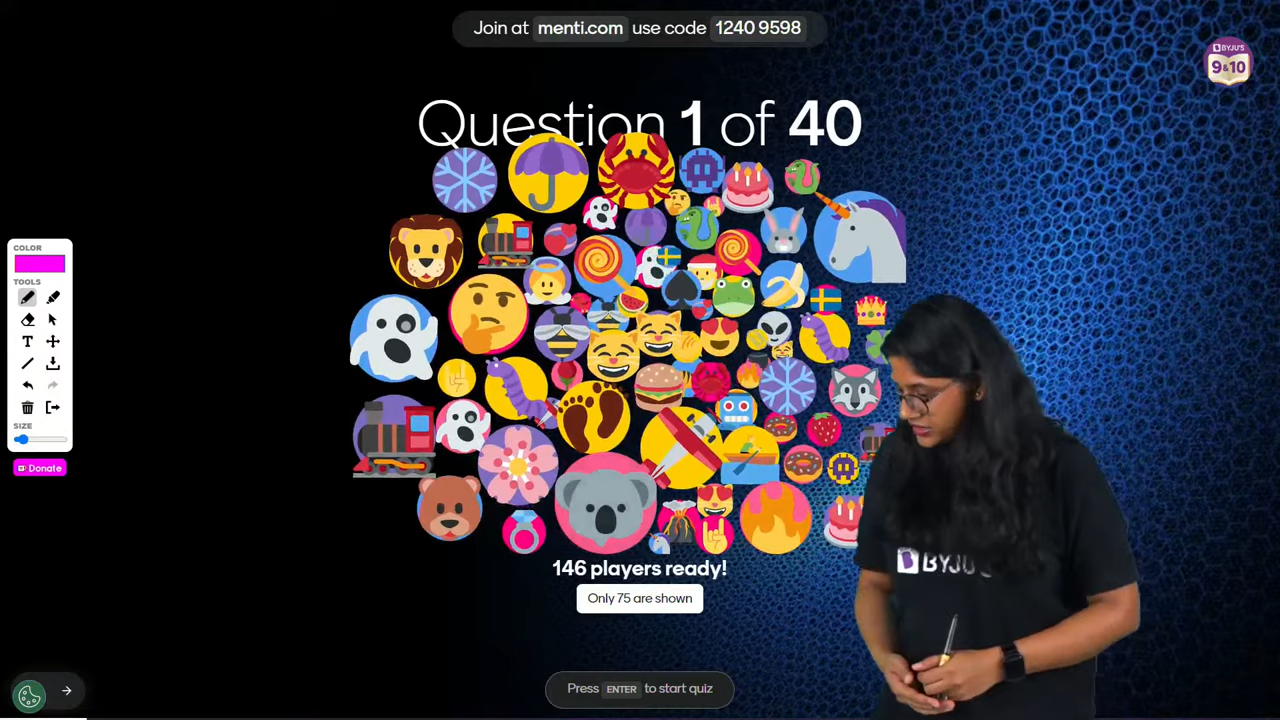 Join at menti.com use code 1240 9598
BYJU'S
9&10
Question 1 of 40
COLOR
TOOLS
T
SIZE
Donate
BYJU'S
146 players ready!
Only 75 are shown
Press ENTER to start quiz